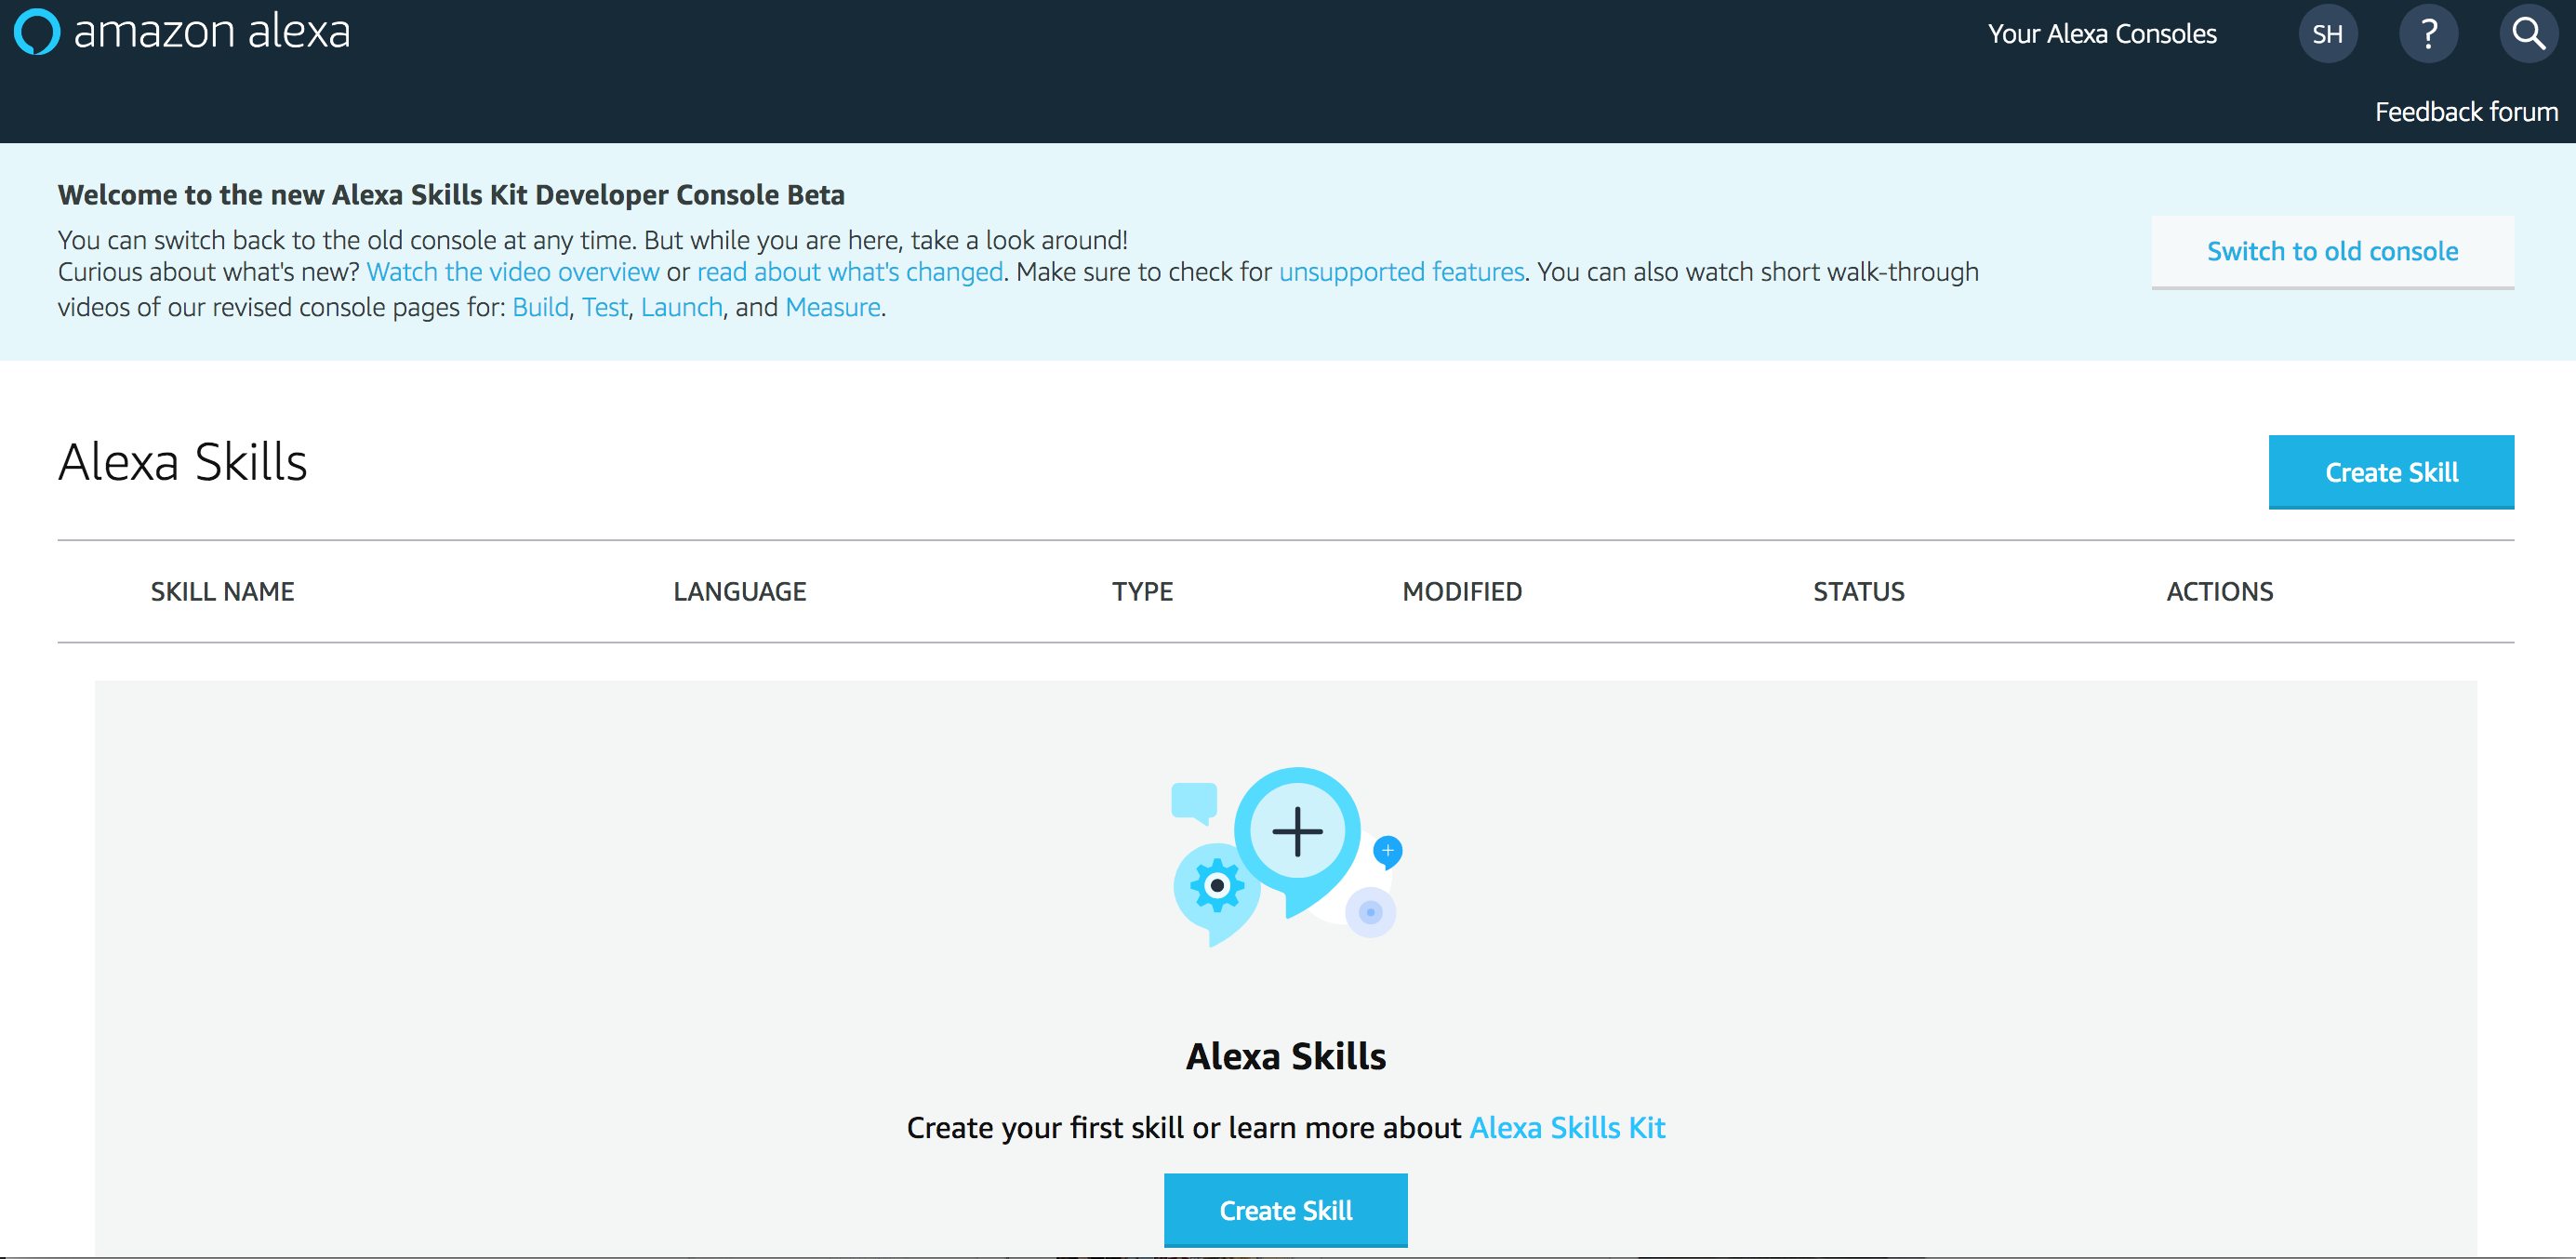 amazon alexa
Your Alexa Consoles
SH
?
Feedback forum
Welcome to the new Alexa Skills Kit Developer Console Beta
You can switch back to the old console at any time. But while you are here, take a look around!
Curious about what's new? Watch the video overview or read about what's changed. Make sure to check for unsupported features. You can also watch short walk-through
videos of our revised console pages for: Build, Test, Launch, and Measure.
Switch to old console
Alexa Skills
Create Skill
SKILL NAME LANGUAGE TYPE MODIFIED STATUS ACTIONS
Alexa Skills
Create your first skill or learn more about Alexa Skills Kit
Create Skill